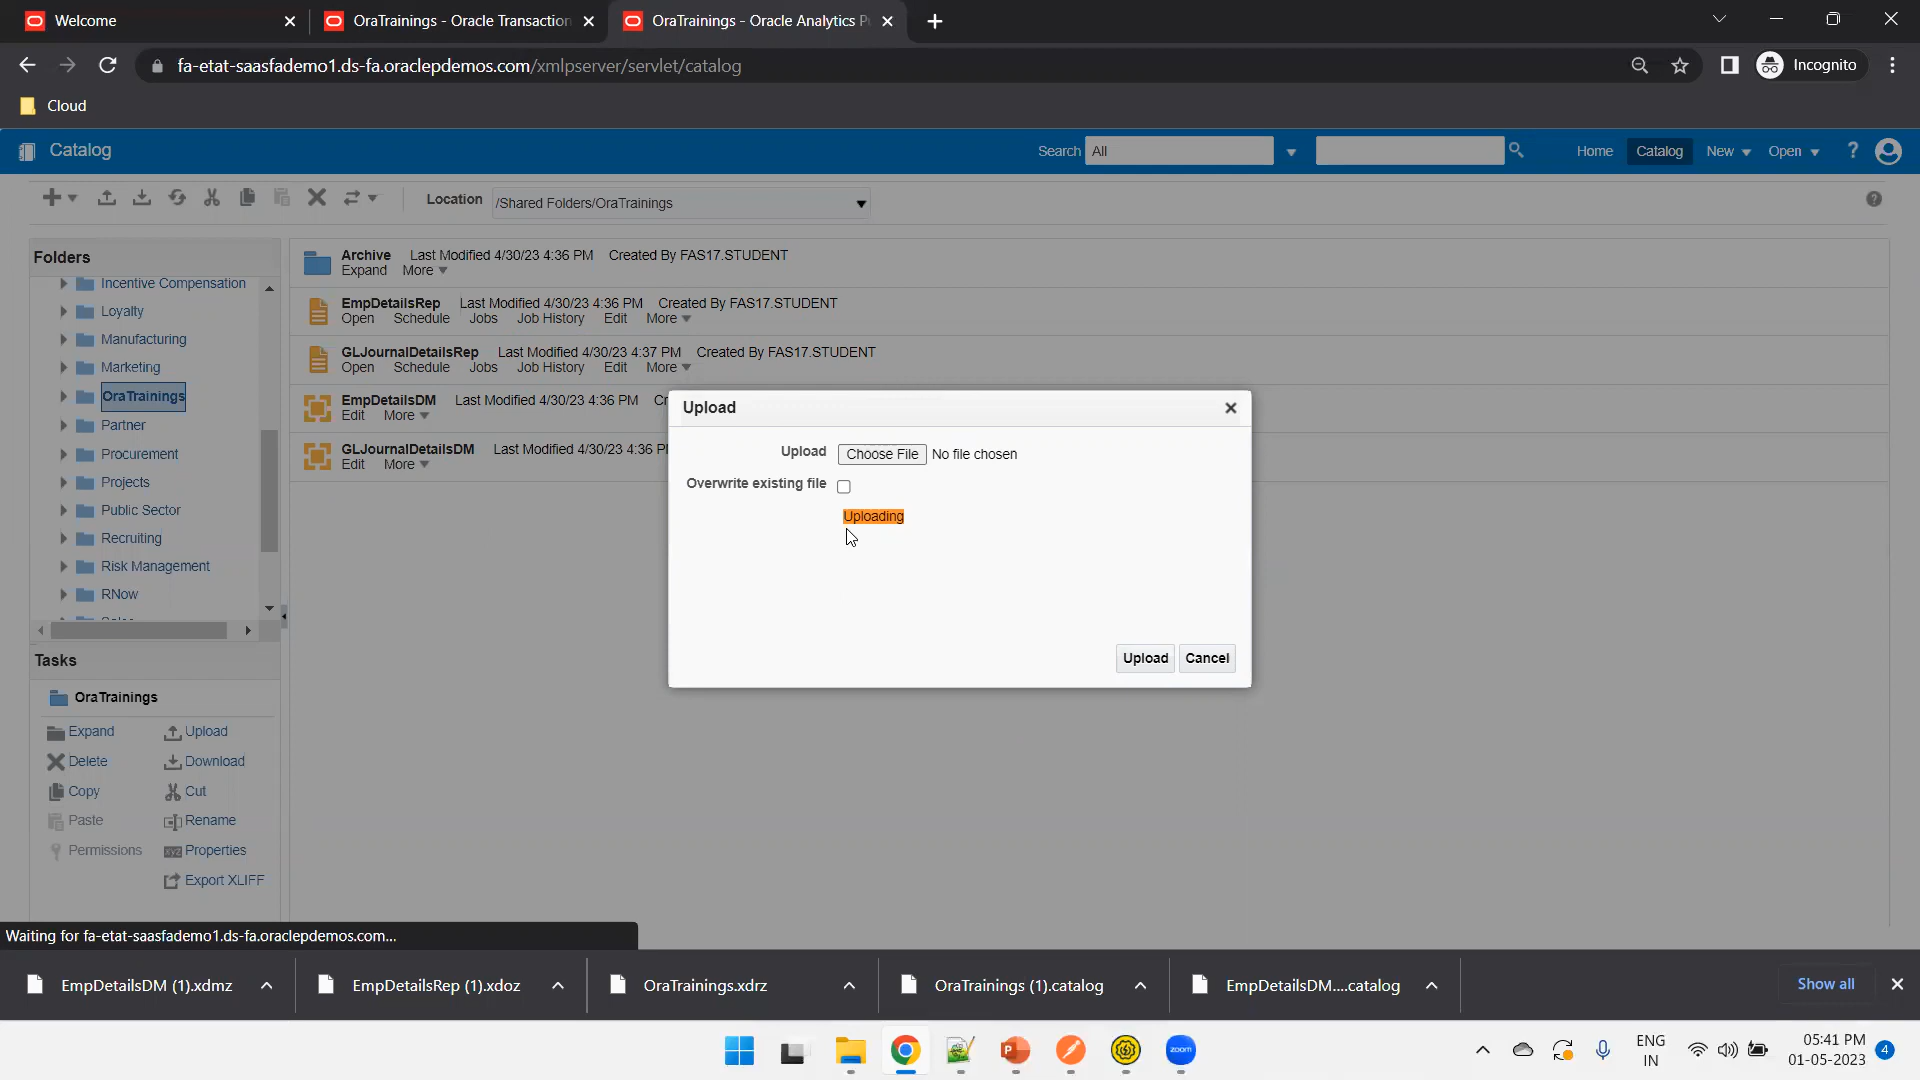 Welcome
OraTrainings - Oracle Transaction
OraTrainings - Oracle Analytics P
fa-etat-saasfademo1.ds-fa.oraclepdemos.com/xmlpserver/servlet/catalog
Incognito
Cloud
Catalog
Search All
Home Catalog New Open ?
Location /Shared Folders/OraTrainings
Folders
Incentive Compensation
Loyalty
Manufacturing
Marketing
OraTrainings
Partner
Procurement
Projects
Public Sector
Recruiting
Risk Management
RNow
Archive Last Modified 4/30/23 4:36 PM Created By FAS17.STUDENT
Expand More
EmpDetailsRep Last Modified 4/30/23 4:36 PM Created By FAS17.STUDENT
Open Schedule Jobs Job History Edit More
GLJournalDetailsRep Last Modified 4/30/23 4:37 PM Created By FAS17.STUDENT
Open Schedule Jobs Job History Edit More
EmpDetailsDM Last Modified 4/30/23 4:36 PM
Edit More
GLJournalDetailsDM Last Modified 4/30/23 4:36
Edit More
Upload
Upload Choose File No file chosen
Overwrite existing file
Uploading
Upload Cancel
Tasks
OraTrainings
Expand Upload
Delete Download
Copy Cut
Paste Rename
Permissions Properties
Export XLIFF
Waiting for fa-etat-saasfademo1.ds-fa.oraclepdemos.com...
EmpDetailsDM (1).xdmz
EmpDetailsRep (1).xdoz
OraTrainings.xdrz
OraTrainings (1).catalog
EmpDetailsDM....catalog
Show all
zoom
ENG
IN
05:41 PM
01-05-2023
4